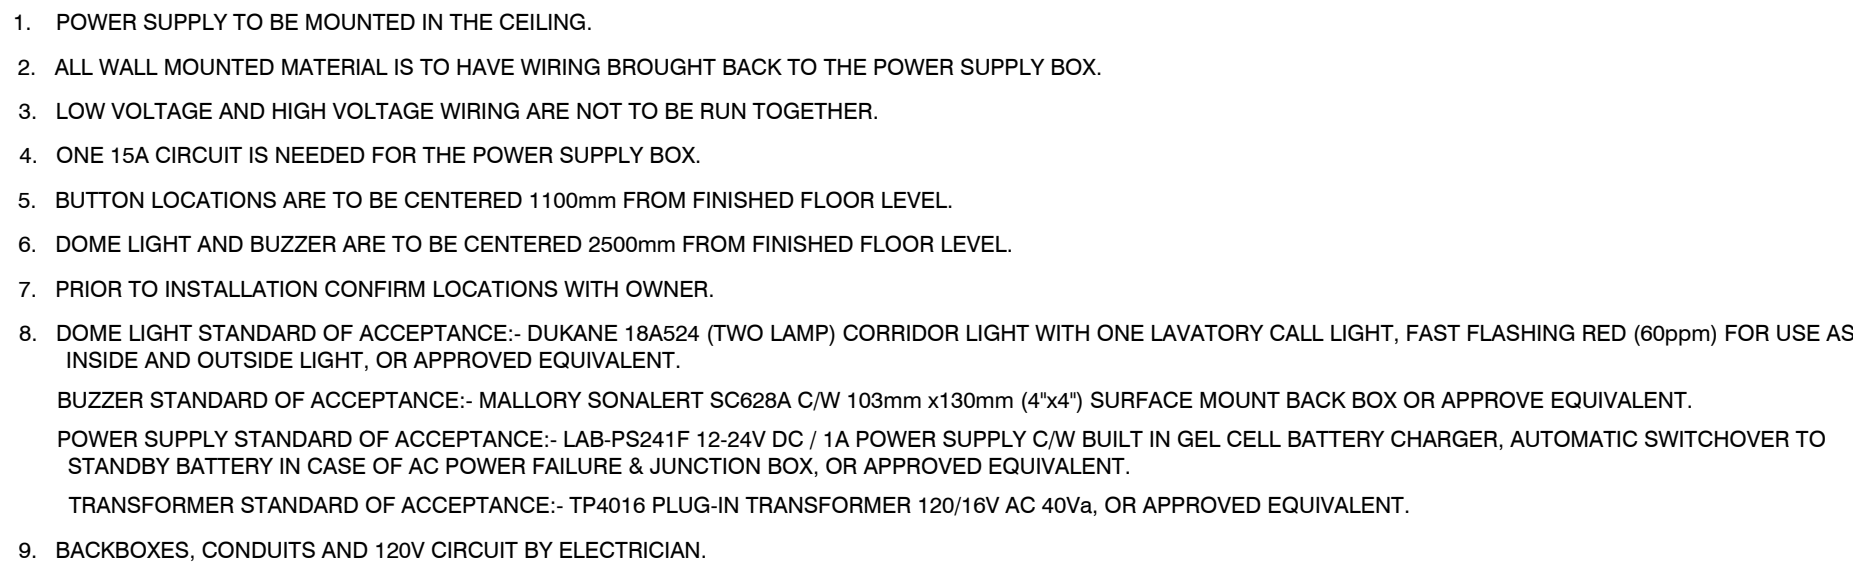 1. POWER SUPPLY TO BE MOUNTED IN THE CEILING.
2. ALL WALL MOUNTED MATERIAL IS TO HAVE WIRING BROUGHT BACK TO THE POWER SUPPLY BOX.
3. LOW VOLTAGE AND HIGH VOLTAGE WIRING ARE NOT TO BE RUN TOGETHER.
4. ONE 15A CIRCUIT IS NEEDED FOR THE POWER SUPPLY BOX.
5. BUTTON LOCATIONS ARE TO BE CENTERED 1100mm FROM FINISHED FLOOR LEVEL.
6. DOME LIGHT AND BUZZER ARE TO BE CENTERED 2500mm FROM FINISHED FLOOR LEVEL.
7. PRIOR TO INSTALLATION CONFIRM LOCATIONS WITH OWNER.
8. DOME LIGHT STANDARD OF ACCEPTANCE:- DUKANE 18A524 (TWO LAMP) CORRIDOR LIGHT WITH ONE LAVATORY CALL LIGHT, FAST FLASHING RED (60ppm) FOR USE AS
INSIDE AND OUTSIDE LIGHT, OR APPROVED EQUIVALENT.
BUZZER STANDARD OF ACCEPTANCE:- MALLORY SONALERT SC628A C/W 103mm x130mm (4"x4") SURFACE MOUNT BACK BOX OR APPROVE EQUIVALENT.
POWER SUPPLY STANDARD OF ACCEPTANCE:- LAB-PS241F 12-24V DC / 1A POWER SUPPLY C/W BUILT IN GEL CELL BATTERY CHARGER, AUTOMATIC SWITCHOVER TO
STANDBY BATTERY IN CASE OF AC POWER FAILURE & JUNCTION BOX, OR APPROVED EQUIVALENT.
TRANSFORMER STANDARD OF ACCEPTANCE:- TP4016 PLUG-IN TRANSFORMER 120/16V AC 40Va, OR APPROVED EQUIVALENT.
9. BACKBOXES, CONDUITS AND 120V CIRCUIT BY ELECTRICIAN.